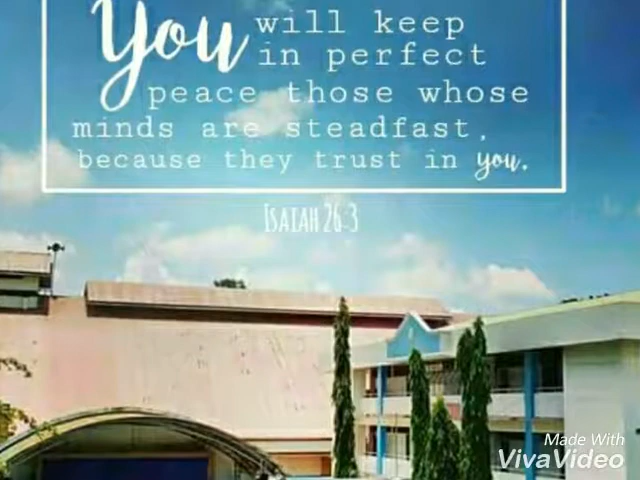 You will keep
in perfect
peace those whose
minds are steadfast,
because they trust in you.
Isaiah 26:3
Made With
VivaVideo